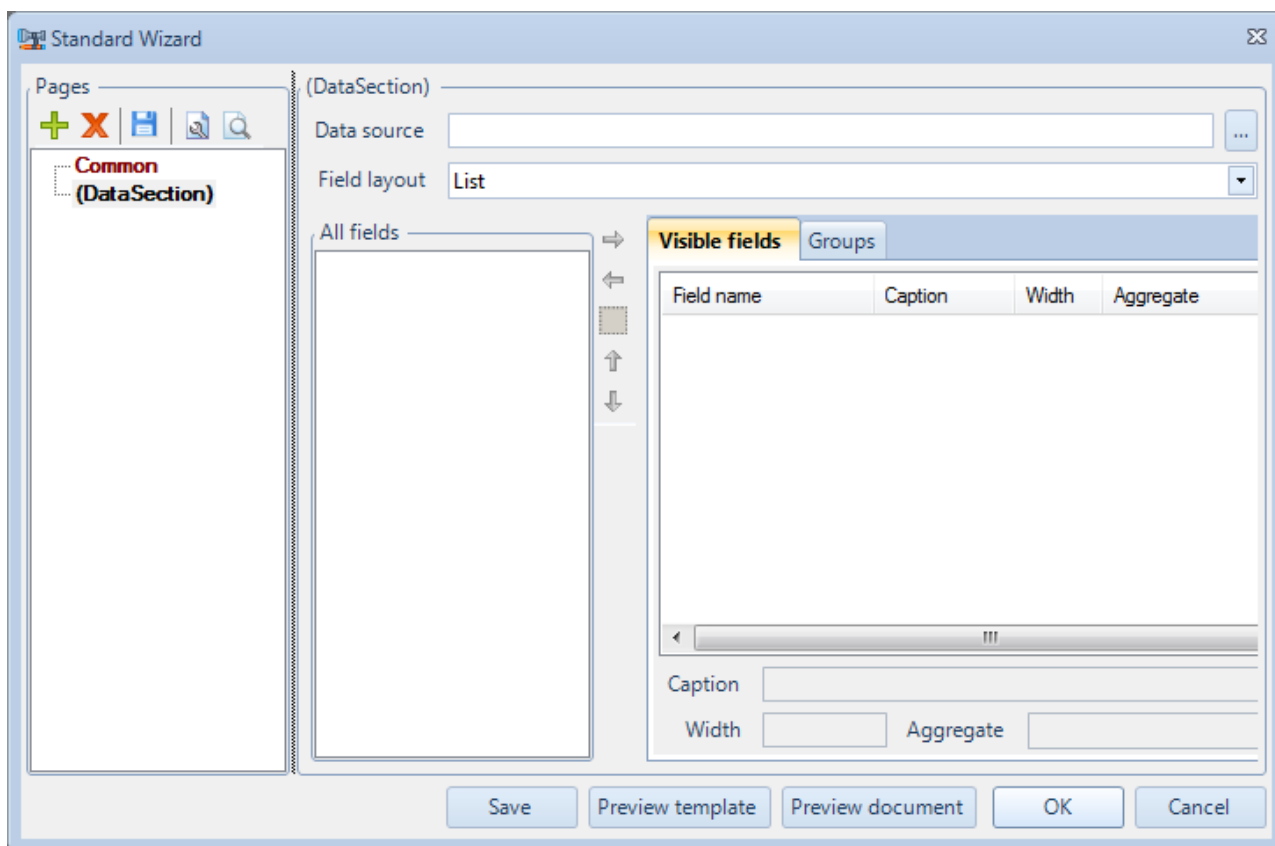 Standard Wizard
Pages
Common
(DataSection)
(DataSection)
Data source
...
Field layout List
All fields
Visible fields Groups
Field name Caption Width Aggregate
Caption
Width Aggregate
Save Preview template Preview document OK Cancel